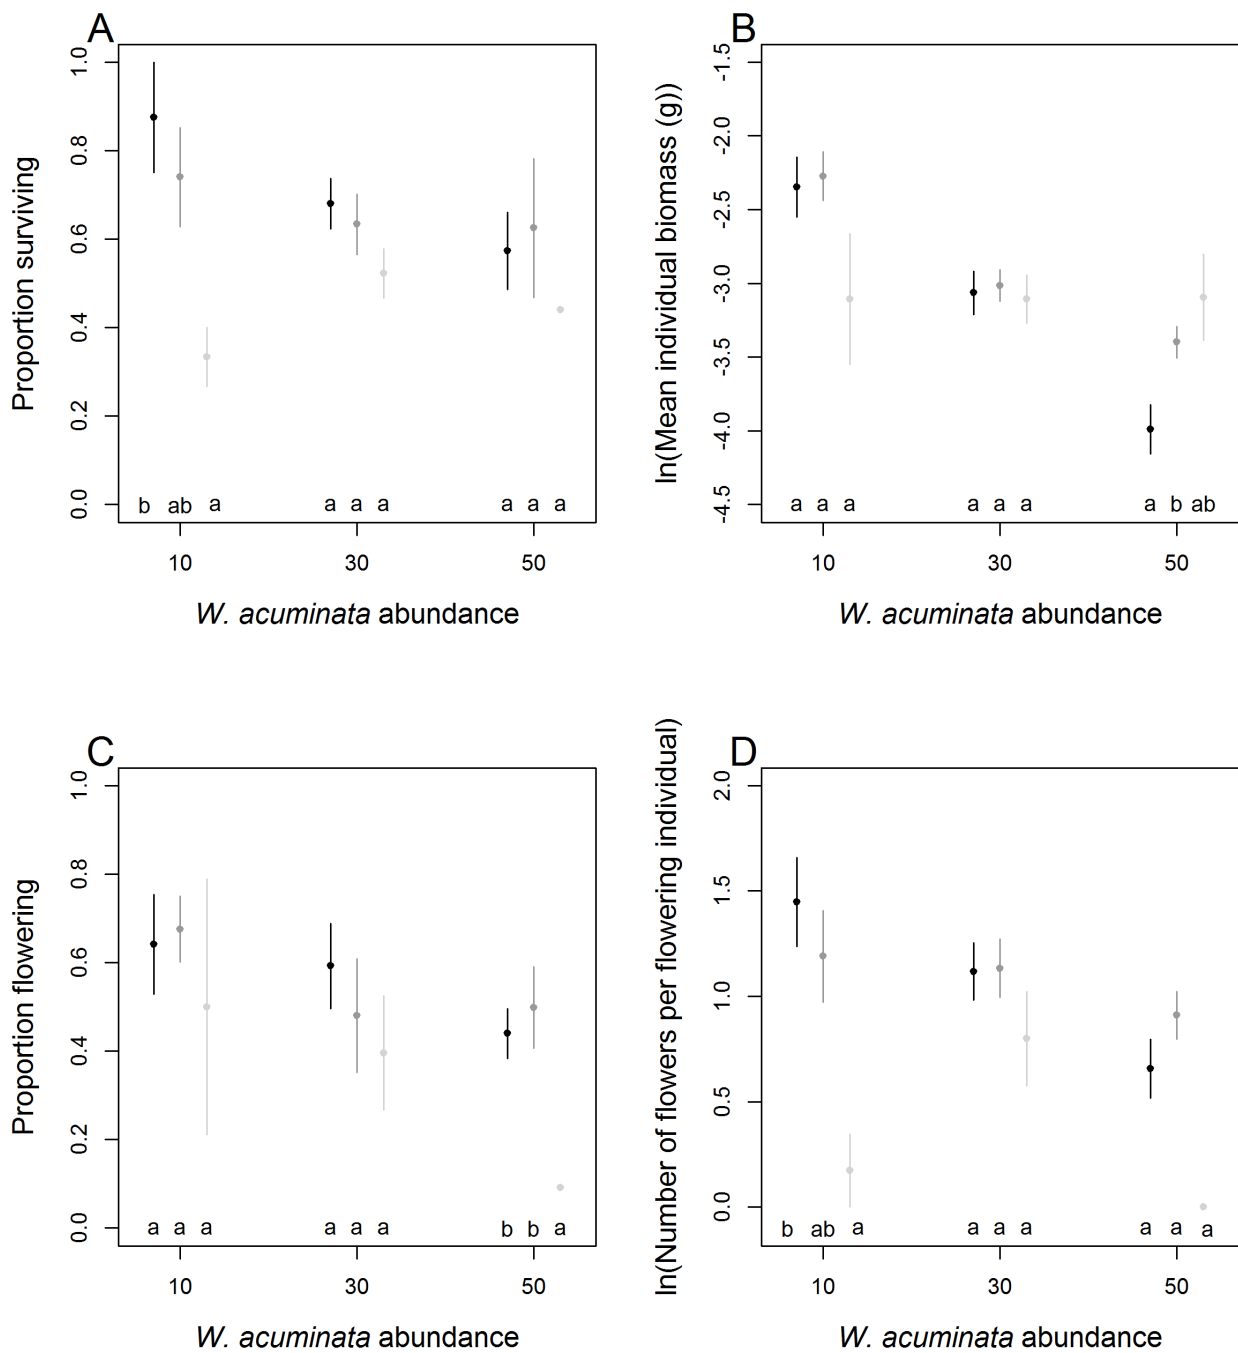 A
Proportion surviving
1.0
0.8
0.6
0.4
0.2
0.0
b ab a a a a a a a
10 30 50
W. acuminata abundance
B
ln(Mean individual biomass (g))
-1.5
-2.0
-2.5
-3.0
-3.5
-4.0
-4.5
a a a a a a a b ab
10 30 50
W. acuminata abundance
C
Proportion flowering
1.0
0.8
0.6
0.4
0.2
0.0
a a a a a a b b a
10 30 50
W. acuminata abundance
D
ln(Number of flowers per flowering individual)
2.0
1.5
1.0
0.5
0.0
b ab a a a a a a a
10 30 50
W. acuminata abundance